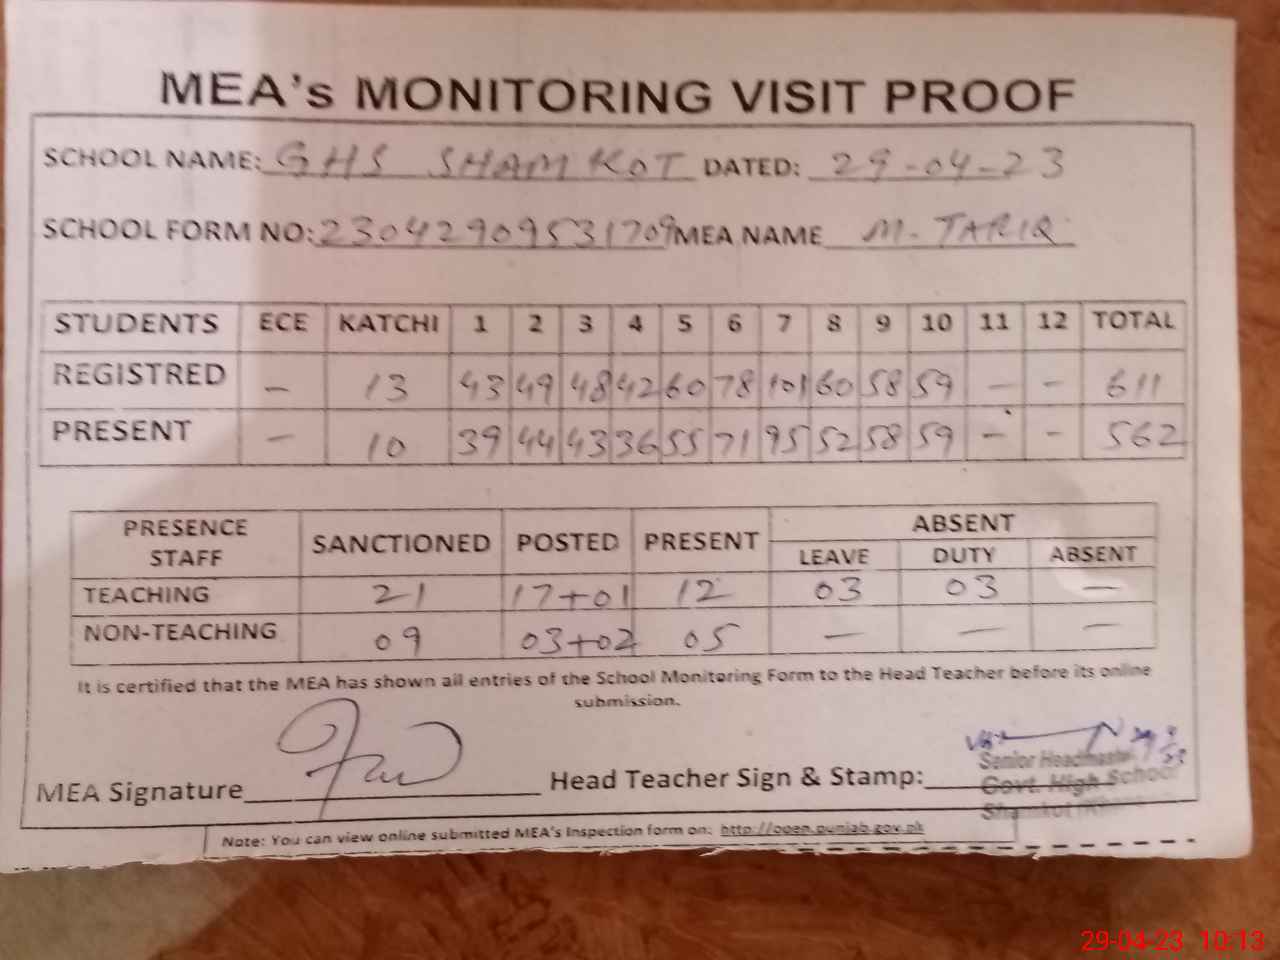 MEA's MONITORING VISIT PROOF
SCHOOL NAME: GHS SHAMKOT DATED: 29-04-23
SCHOOL FORM NO: 23042909531709 MEA NAME M. TARIQ
STUDENTS ECE KATCHI 1 2 3 4 5 6 7 8 9 10 11 12 TOTAL
REGISTRED - 13 43 49 48 42 60 78 101 60 58 59 - - 611
PRESENT - 10 39 44 43 36 55 71 95 52 58 59 - - 562
PRESENCE STAFF SANCTIONED POSTED PRESENT ABSENT
LEAVE DUTY ABSENT
TEACHING 21 17+01 12 03 03 -
NON-TEACHING 09 03+02 05 - - -
It is certified that the MEA has shown all entries of the School Monitoring Form to the Head Teacher before its online
submission.
MEA Signature Head Teacher Sign & Stamp:
Senior Headmaster
Govt. High School
Shamkot
Note: You can view online submitted MEA's Inspection form on: http://open.punjab.gov.pk
29-04-23 10:13